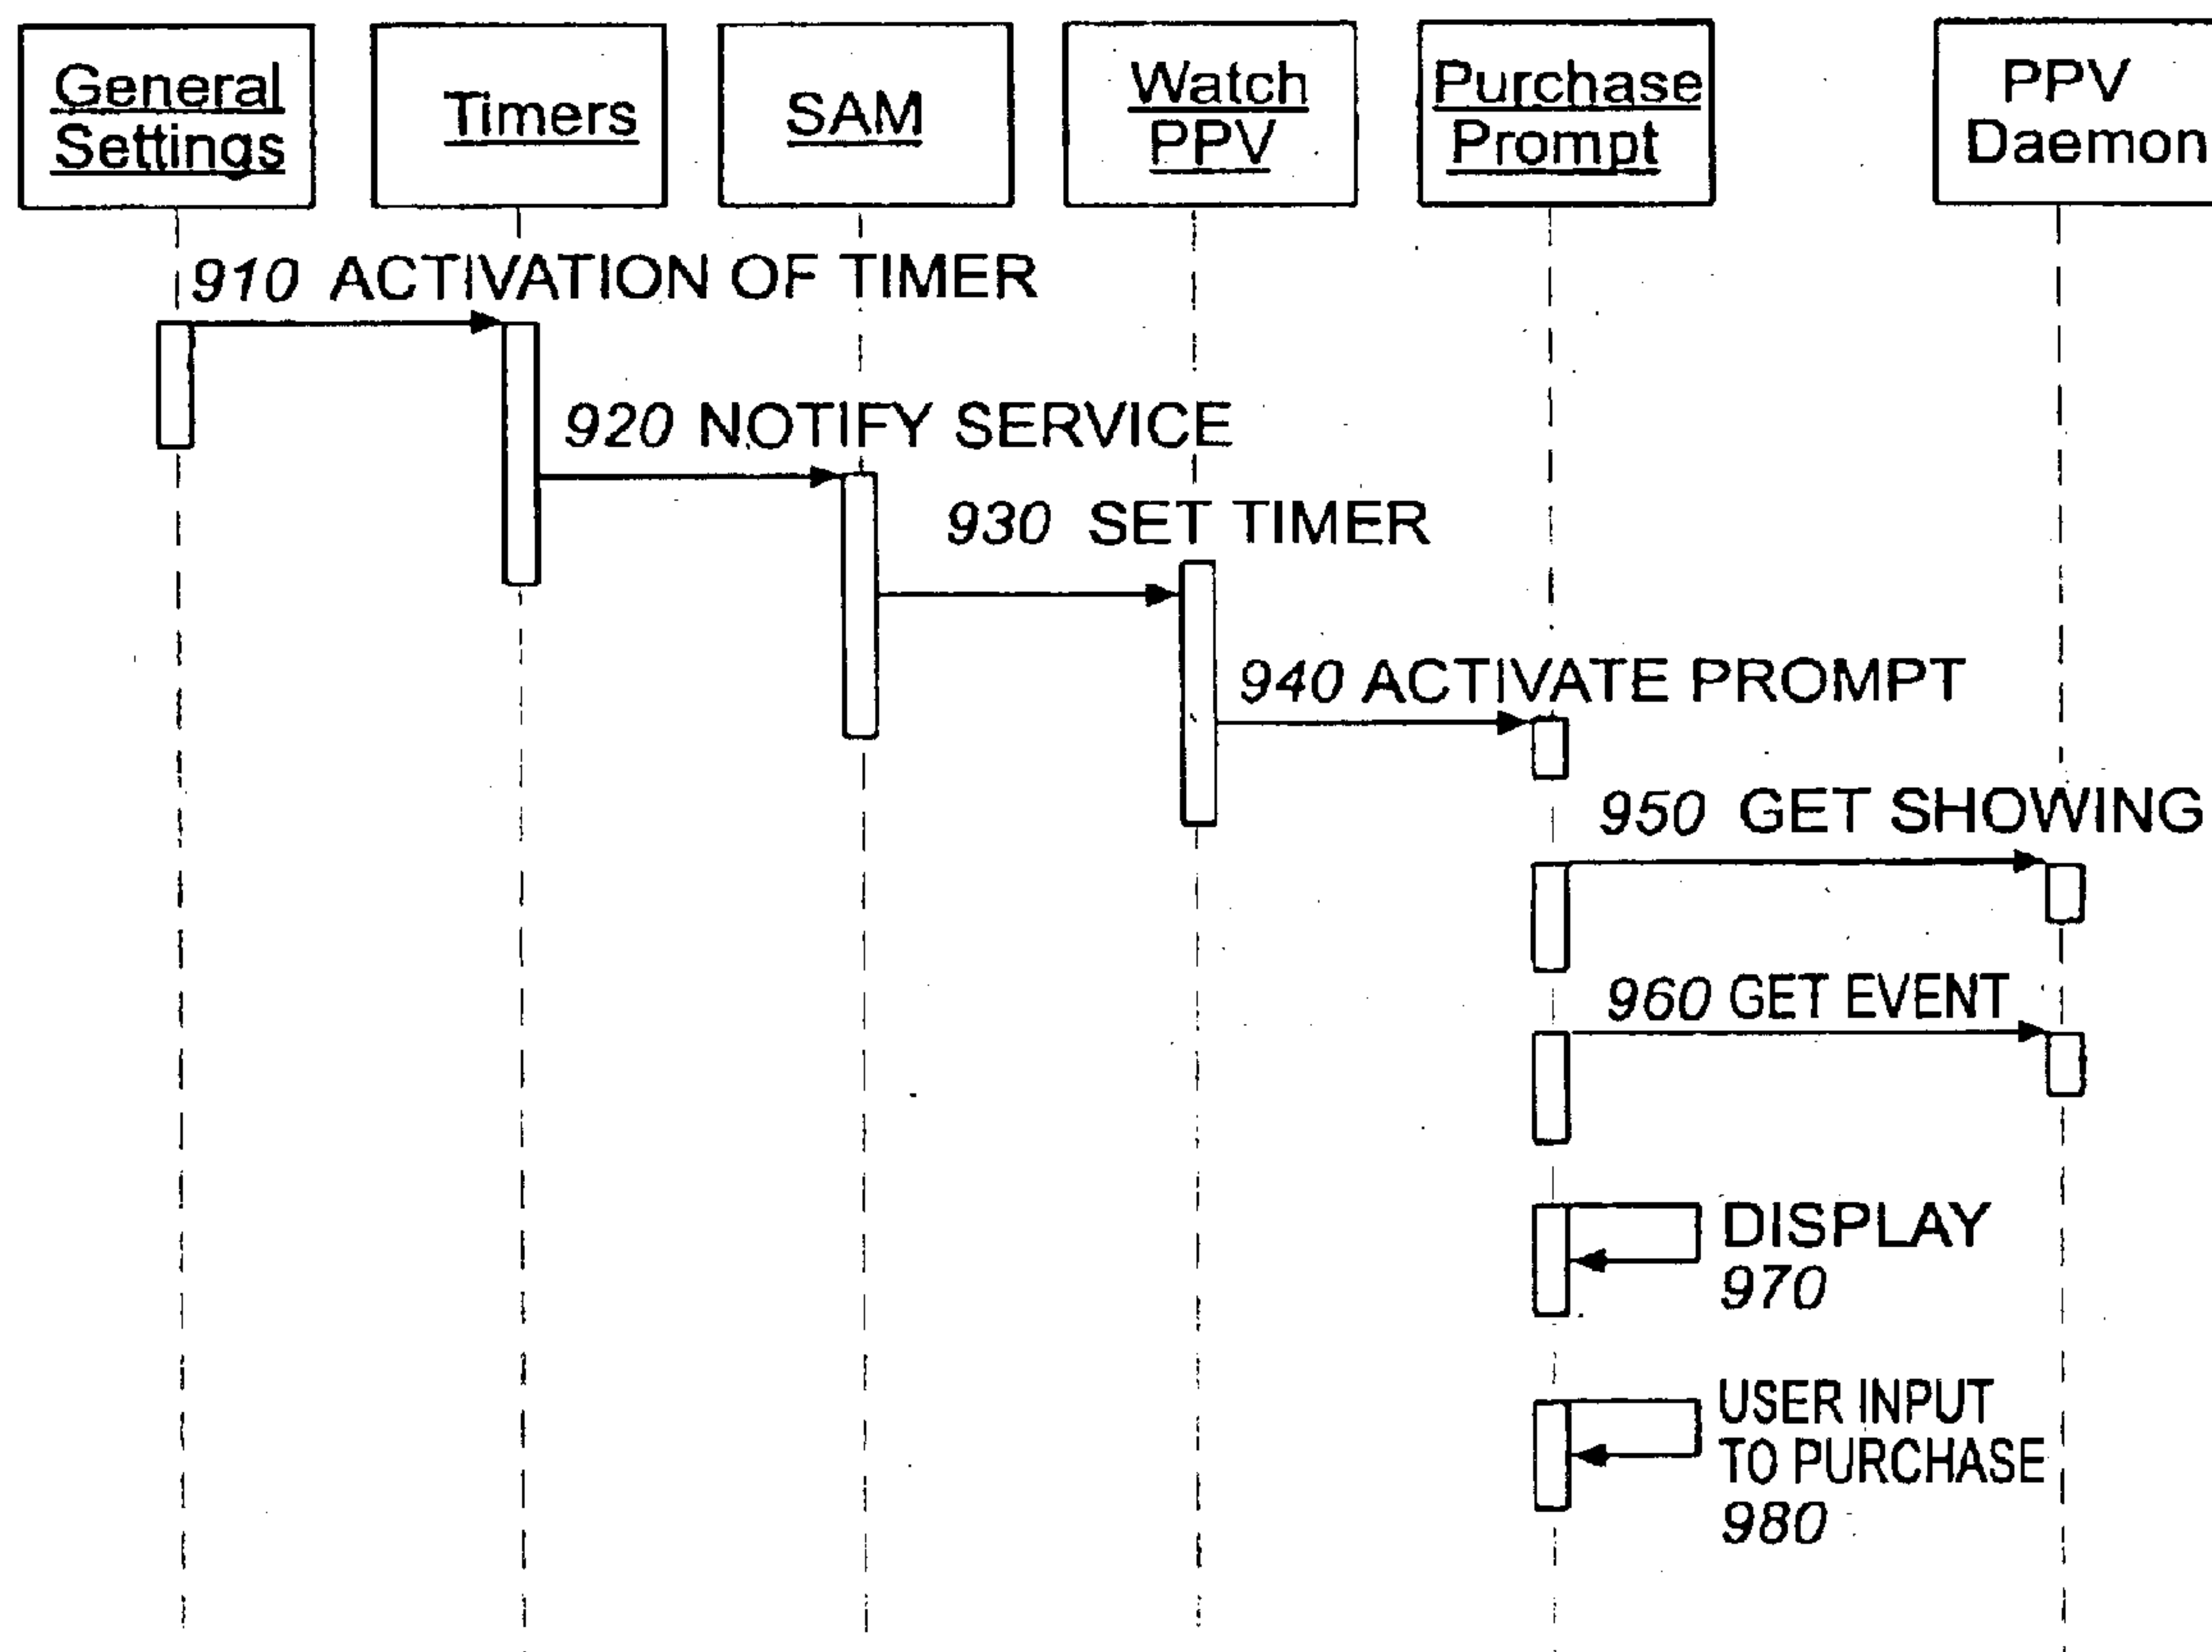 General
Settings
Timers
SAM
Watch
PPV
Purchase
Prompt
PPV
Daemon
910 ACTIVATION OF TIMER
920 NOTIFY SERVICE
930 SET TIMER
940 ACTIVATE PROMPT
950 GET SHOWING
960 GET EVENT
DISPLAY
970
USER INPUT
TO PURCHASE
980